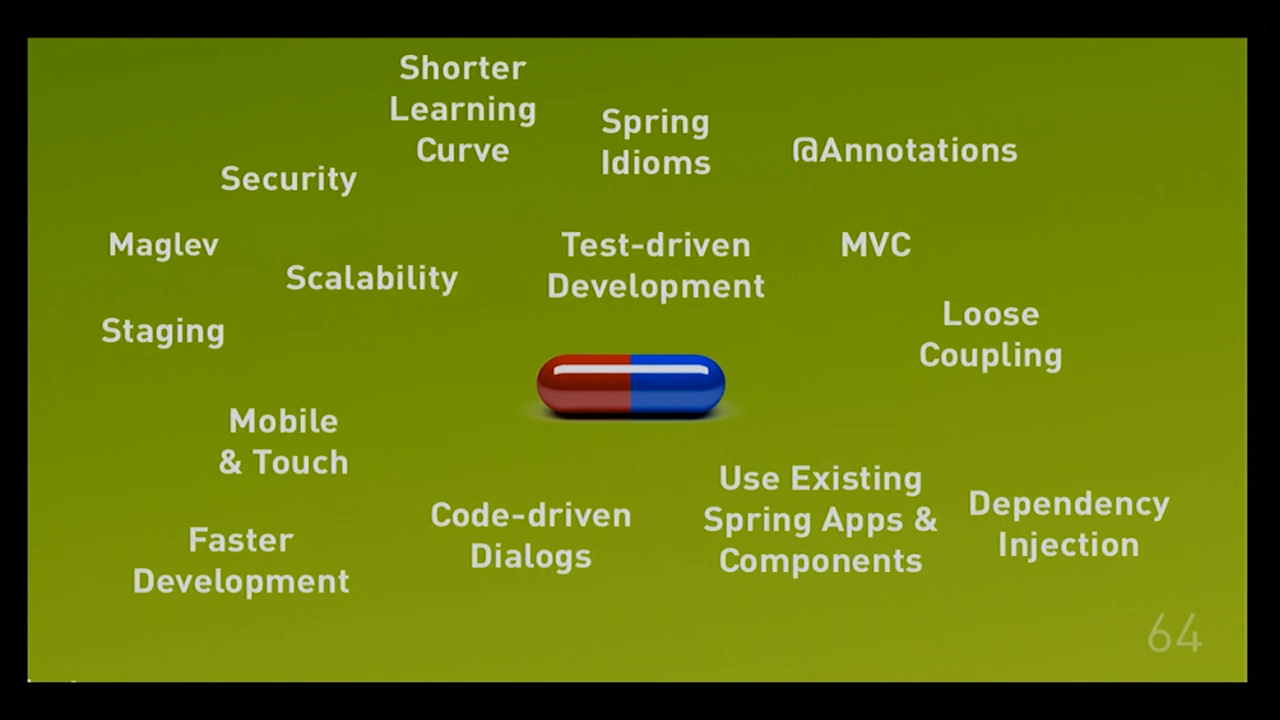 Shorter
Learning
Curve
Spring
Idioms
@Annotations
Security
Maglev
Scalability
Test-driven
Development
MVC
Staging
Loose
Coupling
Mobile
& Touch
Use Existing
Spring Apps &
Components
Code-driven
Dialogs
Dependency
Injection
Faster
Development
64